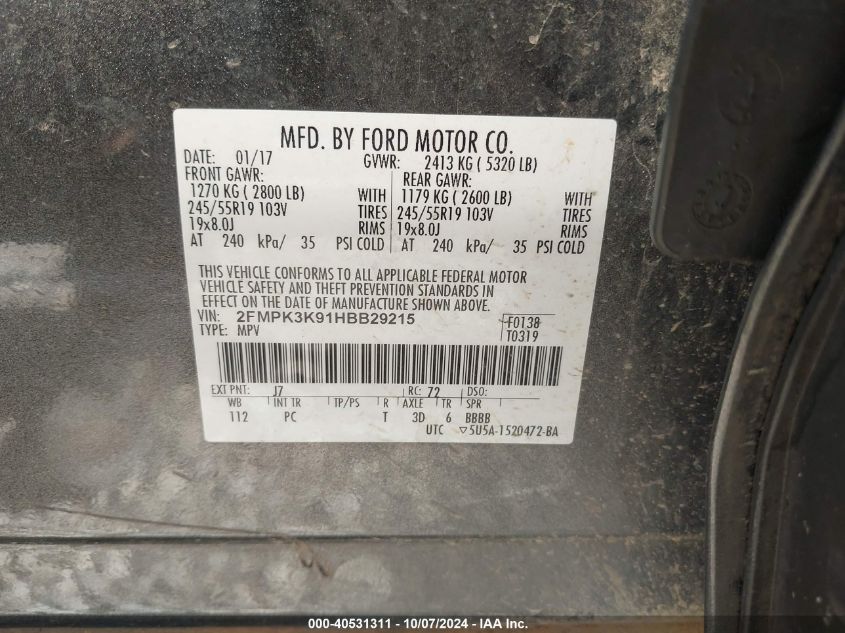 MFD. BY FORD MOTOR CO.
DATE: 01/17 GVWR: 2413 KG ( 5320 LB)
FRONT GAWR: REAR GAWR:
1270 KG ( 2800 LB) WITH 1179 KG ( 2600 LB) WITH
245/55R19 103V TIRES 245/55R19 103V TIRES
19x8.0J RIMS 19x8.0J RIMS
AT 240 kPa/ 35 PSI COLD AT 240 kPa/ 35 PSI COLD
THIS VEHICLE CONFORMS TO ALL APPLICABLE FEDERAL MOTOR
VEHICLE SAFETY AND THEFT PREVENTION STANDARDS IN
EFFECT ON THE DATE OF MANUFACTURE SHOWN ABOVE.
VIN: 2FMPK3K91HBB29215 F0138
TYPE: MPV T0319
EXT PNT: J7 RC: 72 DSO:
WB INT TR TP/PS R AXLE TR SPR
112 PC T 3D 6 BBBB
UTC ▽5U5A-1520472-BA
000-40531311 - 10/07/2024 - IAA Inc.